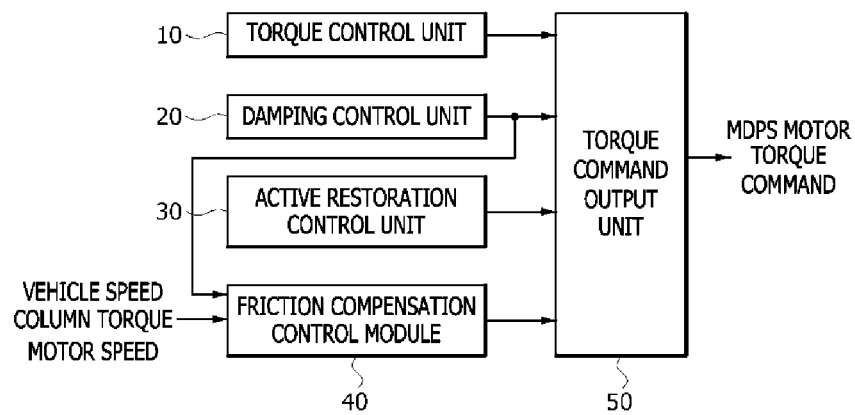 10
TORQUE CONTROL UNIT
20
DAMPING CONTROL UNIT
30
ACTIVE RESTORATION
CONTROL UNIT
VEHICLE SPEED
COLUMN TORQUE
MOTOR SPEED
FRICTION COMPENSATION
CONTROL MODULE
40
TORQUE
COMMAND
OUTPUT
UNIT
50
MDPS MOTOR
TORQUE
COMMAND